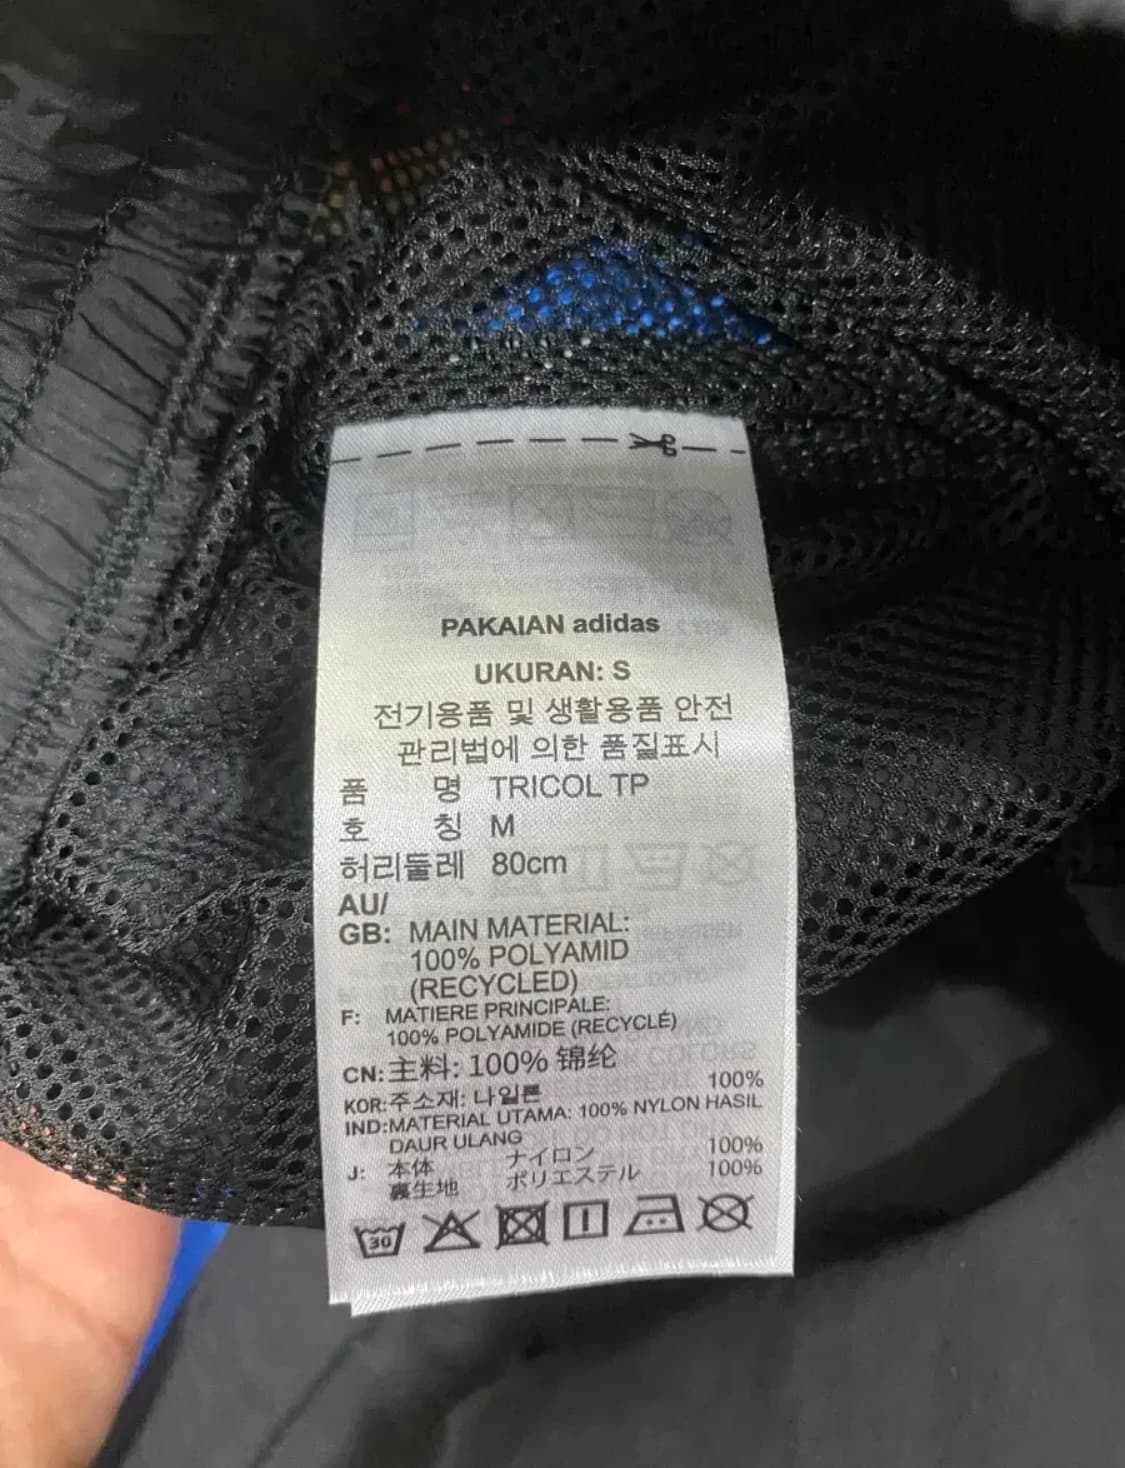 PAKAIAN adidas
UKURAN: S
전기용품 및 생활용품 안전
관리법에 의한 품질표시
품 명 TRICOL TP
호 칭 M
허리둘레 80cm
AU/
GB: MAIN MATERIAL:
100% POLYAMID
(RECYCLED)
F: MATIERE PRINCIPALE:
100% POLYAMIDE (RECYCLÉ)
CN: 主料: 100% 锦纶
KOR: 주소재: 나일론 100%
IND: MATERIAL UTAMA: 100% NYLON HASIL
DAUR ULANG
J: 本体 ナイロン 100%
裏生地 ポリエステル 100%
30